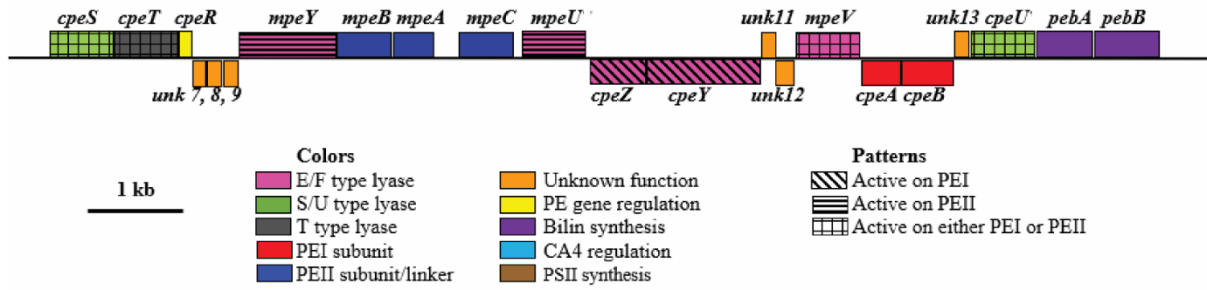 cpeS cpeT cpeR mpeY mpeB mpeA mpeC mpeU unk11 mpeV unk13 cpeU pebA pebB
unk 7, 8, 9 cpeZ cpeY unk12 cpeA cpeB
Colors Patterns
1 kb E/F type lyase Unknown function Active on PEI
S/U type lyase PE gene regulation Active on PEII
T type lyase Bilin synthesis Active on either PEI or PEII
PEI subunit CA4 regulation
PEII subunit/linker PSII synthesis